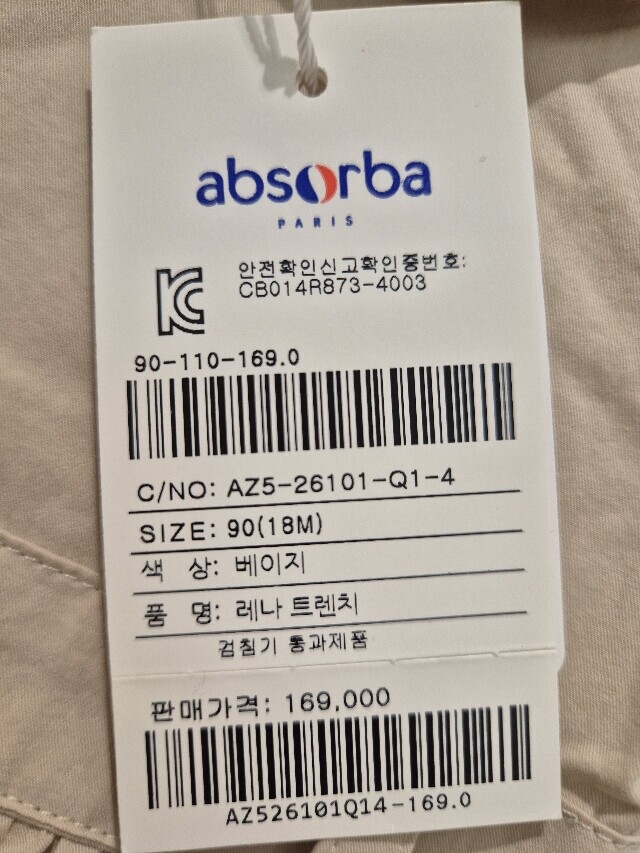 absorba
PARIS
안전확인신고확인증번호:
CB014R873-4003
90-110-169.0
C/NO: AZ5-26101-Q1-4
SIZE: 90(18M)
색 상: 베이지
품 명: 레나 트렌치
검침기 통과제품
판매가격: 169,000
AZ526101Q14-169.0